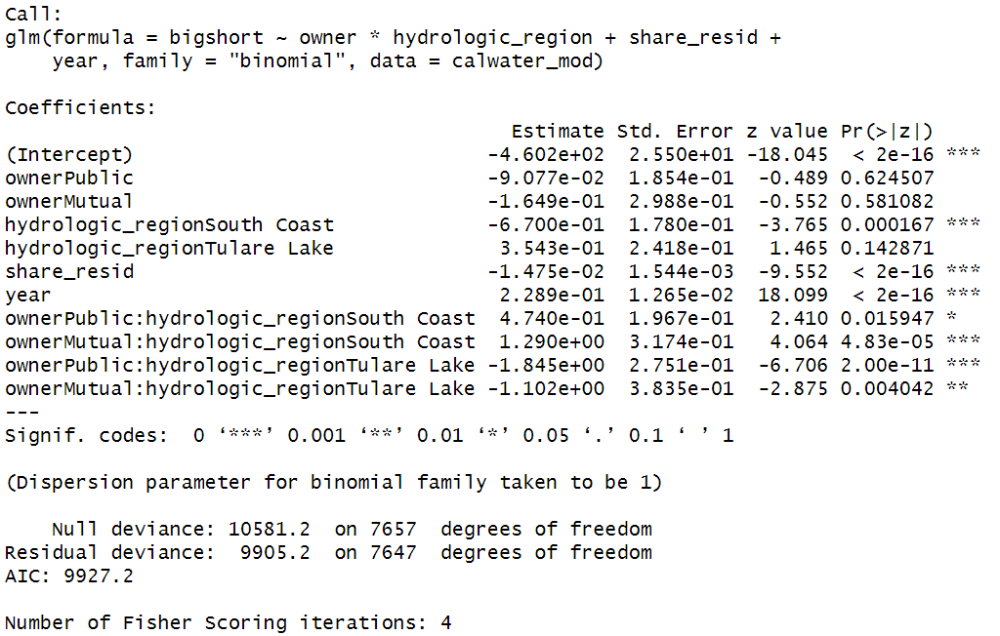 Call:
glm(formula = bigshort ~ owner * hydrologic_region + share_resid +
    year, family = "binomial", data = calwater_mod)

Coefficients:
                                            Estimate Std. Error z value Pr(>|z|)
(Intercept)                               -4.602e+02  2.550e+01 -18.045  < 2e-16 ***
ownerPublic                               -9.077e-02  1.854e-01  -0.489 0.624507
ownerMutual                               -1.649e-01  2.988e-01  -0.552 0.581082
hydrologic_regionSouth Coast              -6.700e-01  1.780e-01  -3.765 0.000167 ***
hydrologic_regionTulare Lake               3.543e-01  2.418e-01   1.465 0.142871
share_resid                               -1.475e-02  1.544e-03  -9.552  < 2e-16 ***
year                                       2.289e-01  1.265e-02  18.099  < 2e-16 ***
ownerPublic:hydrologic_regionSouth Coast   4.740e-01  1.967e-01   2.410 0.015947 *
ownerMutual:hydrologic_regionSouth Coast   1.290e+00  3.174e-01   4.064 4.83e-05 ***
ownerPublic:hydrologic_regionTulare Lake  -1.845e+00  2.751e-01  -6.706 2.00e-11 ***
ownerMutual:hydrologic_regionTulare Lake  -1.102e+00  3.835e-01  -2.875 0.004042 **
---
Signif. codes:  0 ‘***’ 0.001 ‘**’ 0.01 ‘*’ 0.05 ‘.’ 0.1 ‘ ’ 1

(Dispersion parameter for binomial family taken to be 1)

    Null deviance: 10581.2  on 7657  degrees of freedom
Residual deviance:  9905.2  on 7647  degrees of freedom
AIC: 9927.2

Number of Fisher Scoring iterations: 4